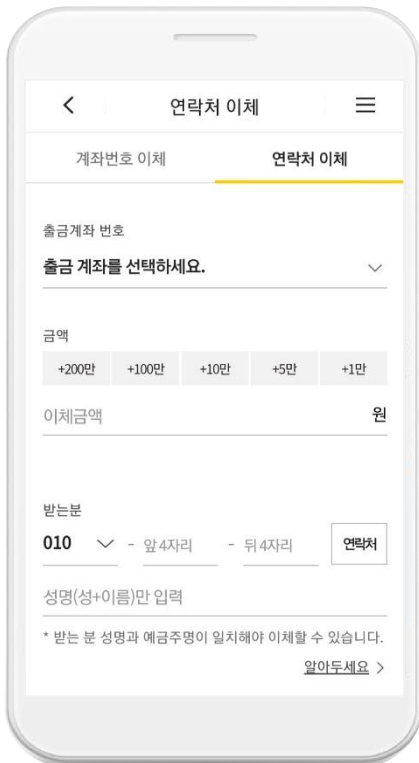 연락처 이체
계좌번호 이체 연락처 이체
출금계좌 번호
출금 계좌를 선택하세요.
금액
+200만 +100만 +10만 +5만 +1만
이체금액 원
받는분
010 - 앞 4자리 - 뒤 4자리 연락처
성명(성+이름)만 입력
* 받는 분 성명과 예금주명이 일치해야 이체할 수 있습니다.
알아두세요 >